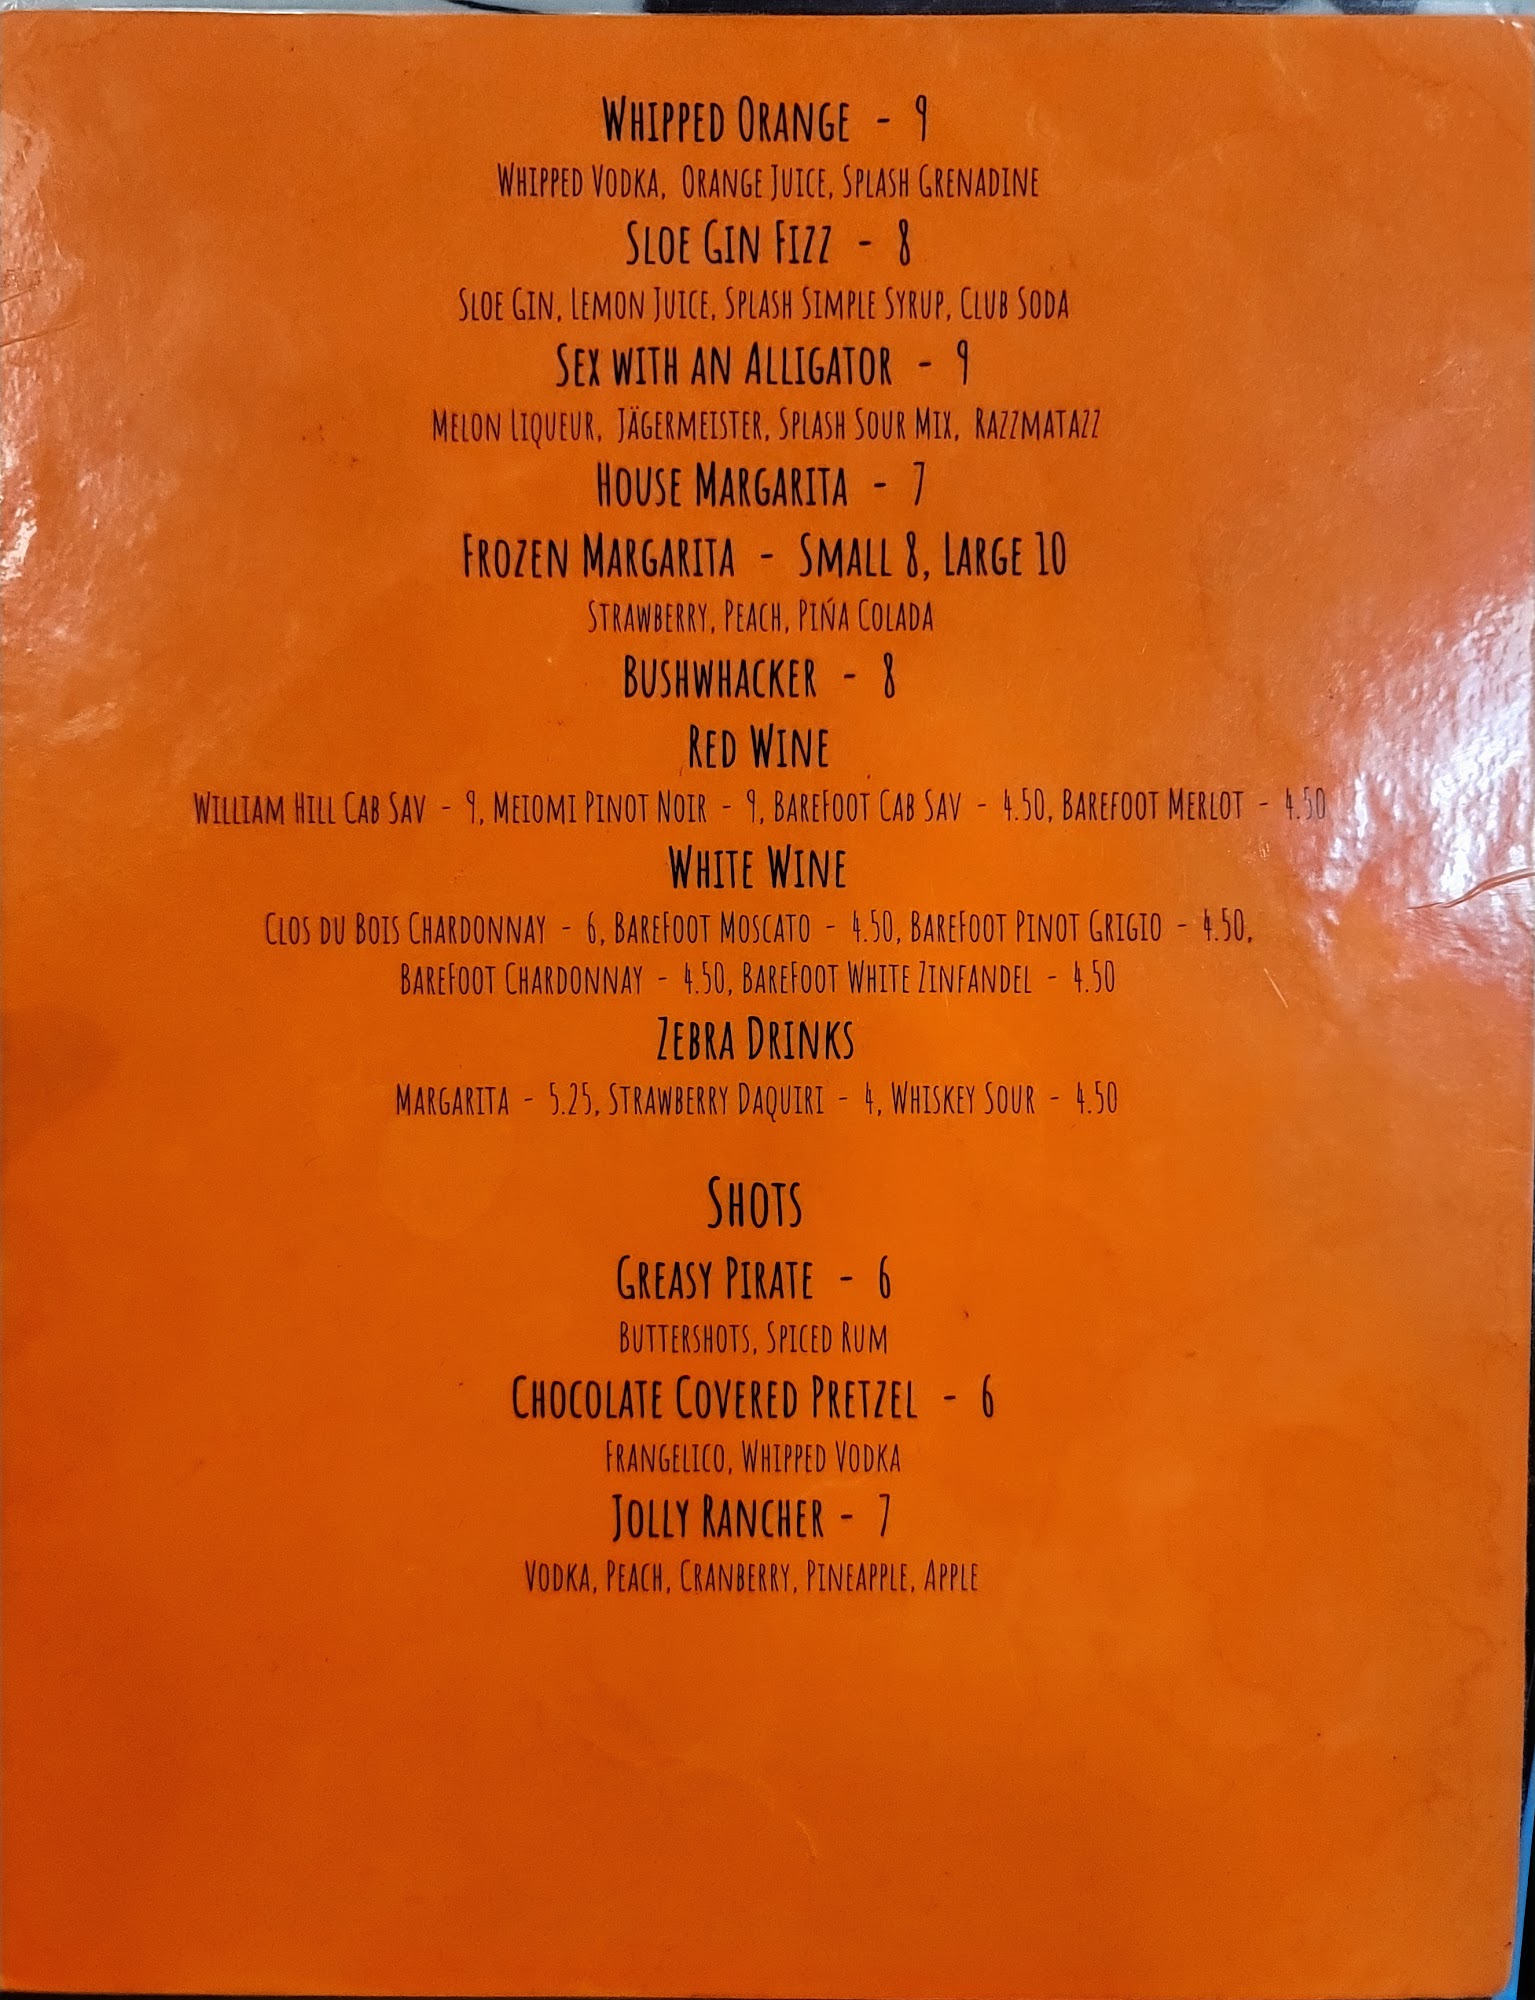 Whipped Orange - 9
Whipped Vodka, Orange Juice, Splash Grenadine
Sloe Gin Fizz - 8
Sloe Gin, Lemon Juice, Splash Simple Syrup, Club Soda
Sex with an Alligator - 9
Melon Liqueur, Jägermeister, Splash Sour Mix, Razzmatazz
House Margarita - 7
Frozen Margarita - Small 8, Large 10
Strawberry, Peach, Pińa Colada
Bushwhacker - 8
Red Wine
William Hill Cab Sav - 9, Meiomi Pinot Noir - 9, BareFoot Cab Sav - 4.50, Barefoot Merlot - 4.50
White Wine
Clos du Bois Chardonnay - 6, BareFoot Moscato - 4.50, BareFoot Pinot Grigio - 4.50,
BareFoot Chardonnay - 4.50, BareFoot White Zinfandel - 4.50
Zebra Drinks
Margarita - 5.25, Strawberry Daquiri - 4, Whiskey Sour - 4.50
Shots
Greasy Pirate - 6
Buttershots, Spiced Rum
Chocolate Covered Pretzel - 6
Frangelico, Whipped Vodka
Jolly Rancher - 7
Vodka, Peach, Cranberry, Pineapple, Apple